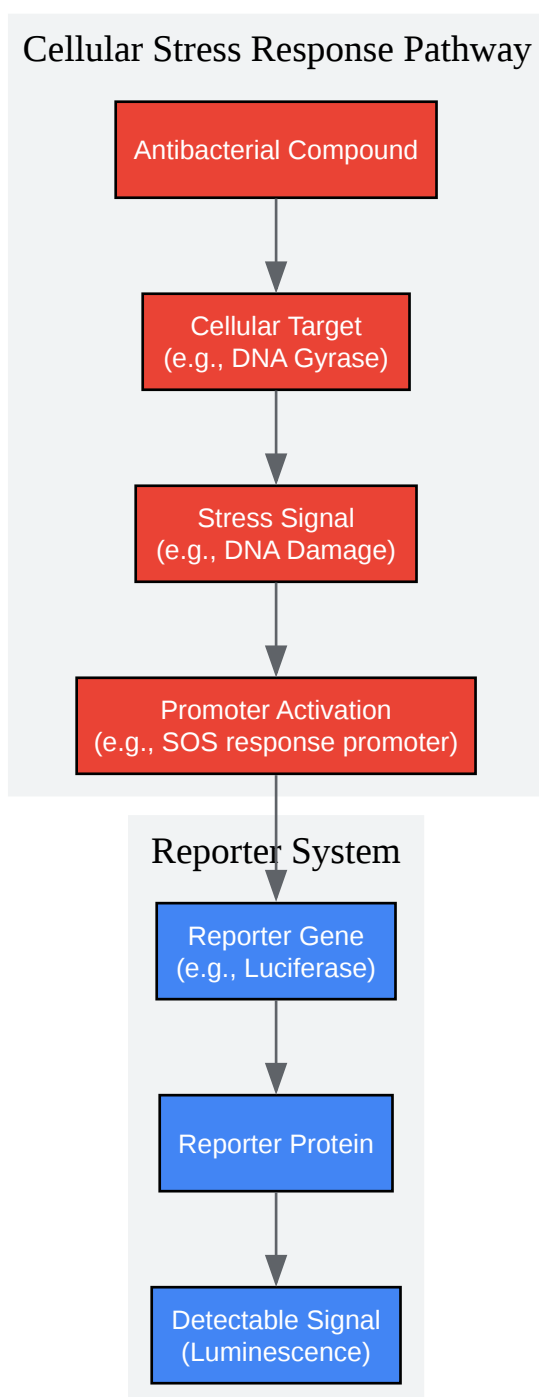 Cellular Stress Response Pathway
Antibacterial Compound
Cellular Target
(e.g., DNA Gyrase)
Stress Signal
(e.g., DNA Damage)
Promoter Activation
(e.g., SOS response promoter)
Reporter System
Reporter Gene
(e.g., Luciferase)
Reporter Protein
Detectable Signal
(Luminescence)